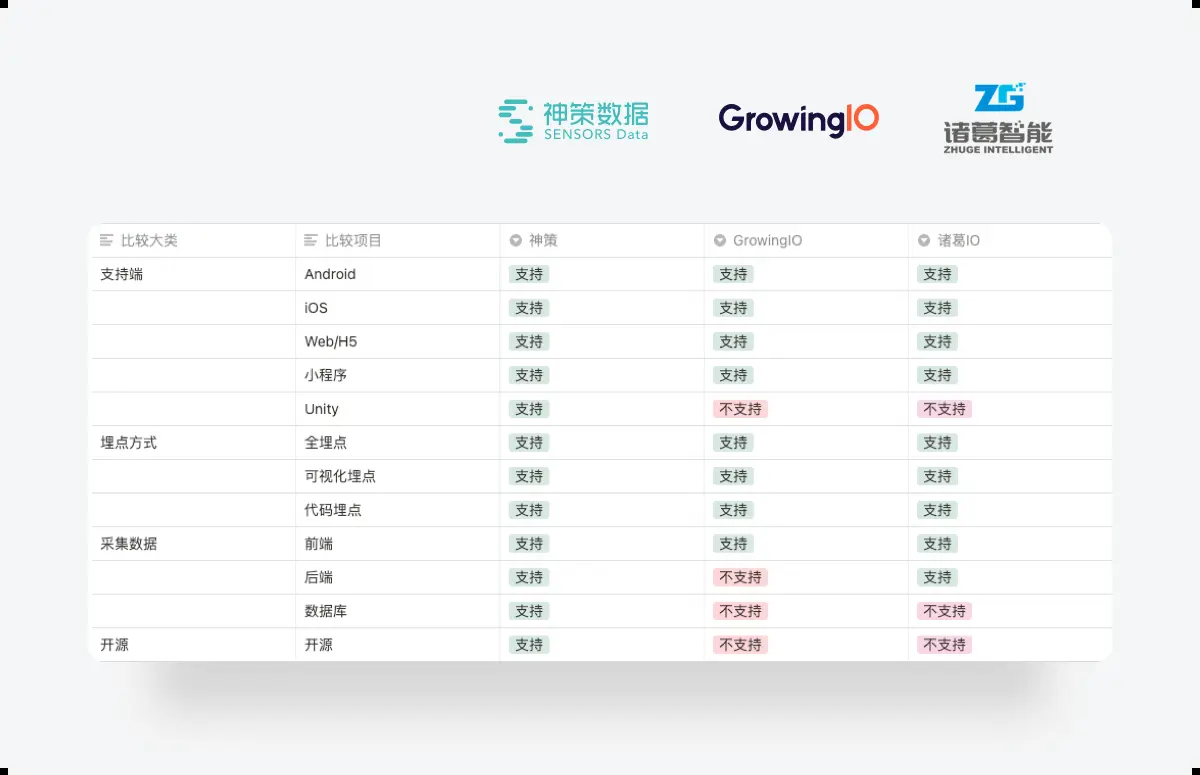 神策数据
SENSORS Data
GrowingIO
ZG
诸葛智能
ZHUGE INTELLIGENT
比较大类 比较项目 神策 GrowingIO 诸葛IO
支持端 Android 支持 支持 支持
iOS 支持 支持 支持
Web/H5 支持 支持 支持
小程序 支持 支持 支持
Unity 支持 不支持 不支持
埋点方式 全埋点 支持 支持 支持
可视化埋点 支持 支持 支持
代码埋点 支持 支持 支持
采集数据 前端 支持 支持 支持
后端 支持 不支持 支持
数据库 支持 不支持 不支持
开源 开源 支持 不支持 不支持